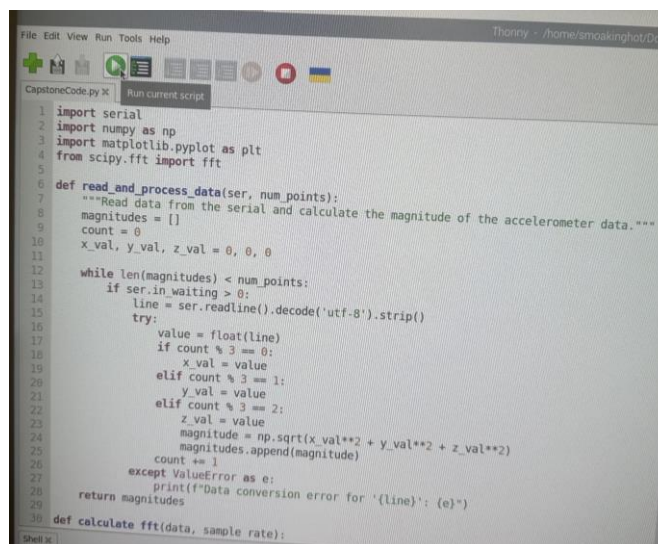 Thonny - /home/smoakinghot/Do
File Edit View Run Tools Help
CapstoneCode.py ×
Run current script
1 import serial
2 import numpy as np
3 import matplotlib.pyplot as plt
4 from scipy.fft import fft
5
6 def read_and_process_data(ser, num_points):
7     """Read data from the serial and calculate the magnitude of the accelerometer data."""
8     magnitudes = []
9     count = 0
10     x_val, y_val, z_val = 0, 0, 0
11
12     while len(magnitudes) < num_points:
13         if ser.in_waiting > 0:
14             line = ser.readline().decode('utf-8').strip()
15             try:
16                 value = float(line)
17                 if count % 3 == 0:
18                     x_val = value
19                 elif count % 3 == 1:
20                     y_val = value
21                 elif count % 3 == 2:
22                     z_val = value
23                     magnitude = np.sqrt(x_val**2 + y_val**2 + z_val**2)
24                     magnitudes.append(magnitude)
25                 count += 1
26             except ValueError as e:
27                 print(f"Data conversion error for '{line}': {e}")
28     return magnitudes
29
30 def calculate_fft(data, sample_rate):
Shell ×